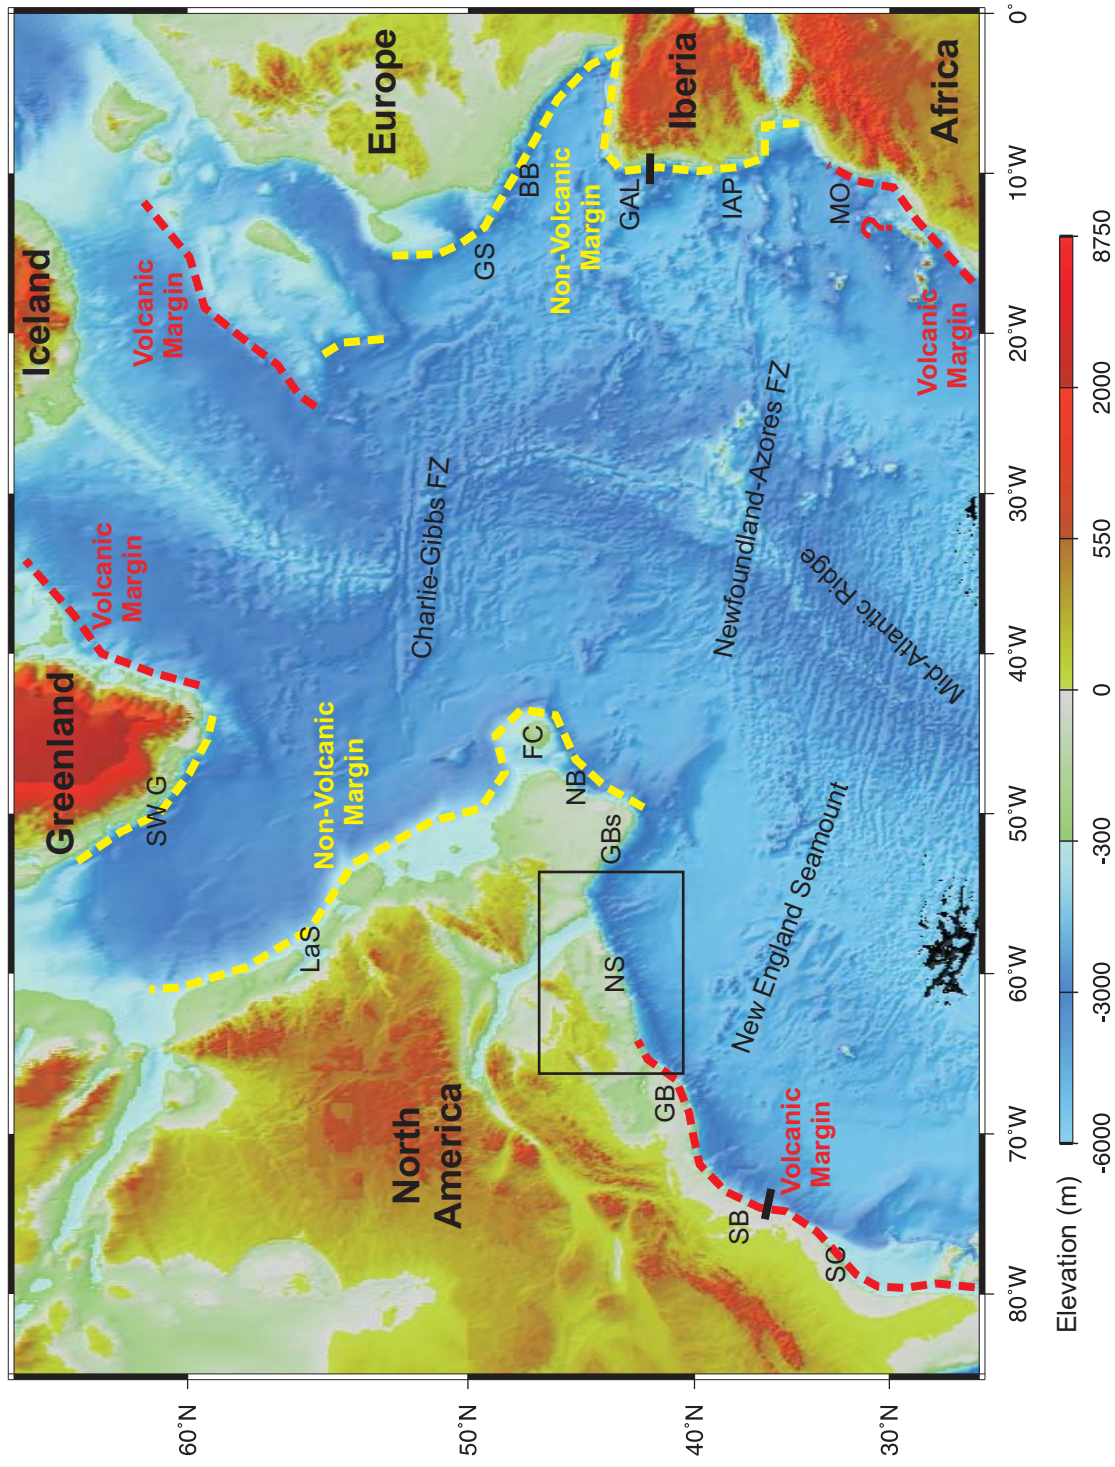 Greenland
Iceland
Europe
Iberia
Africa
North
America
Volcanic
Margin
Volcanic
Margin
Non-Volcanic
Margin
Non-Volcanic
Margin
Volcanic
Margin
Volcanic
Margin
?
SW G
LaS
FC
NB
GBs
NS
GB
SB
SC
GS
BB
GAL
IAP
MO
Charlie-Gibbs FZ
Newfoundland-Azores FZ
Mid-Atlantic Ridge
New England Seamount
60°N
50°N
40°N
30°N
80°W
70°W
60°W
50°W
40°W
30°W
20°W
10°W
0°
Elevation (m)
-6000
-3000
-300
0
550
2000
8750